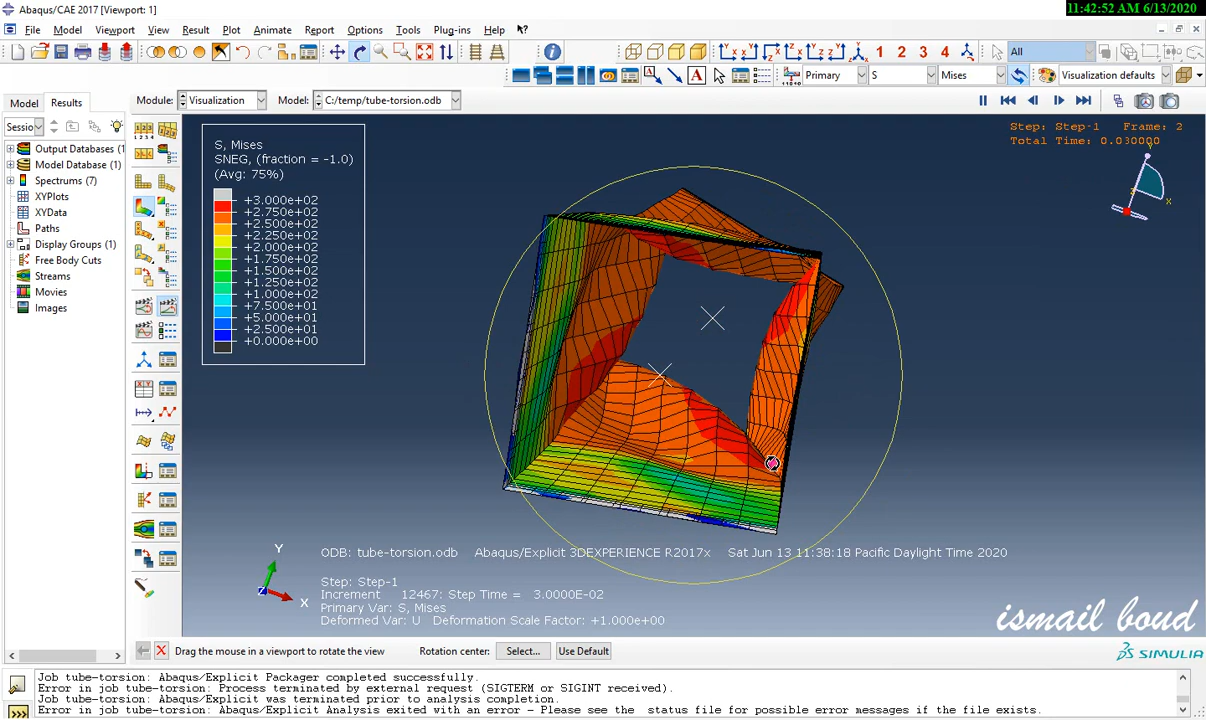 Abaqus/CAE 2017 [Viewport: 1]
11:42:52 AM 6/13/2020
File Model Viewport View Result Plot Animate Report Options Tools Plug-ins Help
1 2 3 4 All
Primary S Mises Visualization defaults
Model Results Module: Visualization Model: C:/temp/tube-torsion.odb
Sessio
Output Databases (1
Model Database (1)
Spectrums (7)
XYPlots
XYData
Paths
Display Groups (1)
Free Body Cuts
Streams
Movies
Images
S, Mises
SNEG, (fraction = -1.0)
(Avg: 75%)
+3.000e+02
+2.750e+02
+2.500e+02
+2.250e+02
+2.000e+02
+1.750e+02
+1.500e+02
+1.250e+02
+1.000e+02
+7.500e+01
+5.000e+01
+2.500e+01
+0.000e+00
Step: Step-1 Frame: 2
Total Time: 0.030000
Y
X
Z
Y
X
Z
ODB: tube-torsion.odb Abaqus/Explicit 3DEXPERIENCE R2017x Sat Jun 13 11:38:18 Pacific Daylight Time 2020
Step: Step-1
Increment 12467: Step Time = 3.0000E-02
Primary Var: S, Mises
Deformed Var: U Deformation Scale Factor: +1.000e+00
ismail boud
Drag the mouse in a viewport to rotate the view Rotation center: Select... Use Default
SIMULIA
Job tube-torsion: Abaqus/Explicit Packager completed successfully.
Error in job tube-torsion: Process terminated by external request (SIGTERM or SIGINT received).
Job tube-torsion: Abaqus/Explicit was terminated prior to analysis completion.
Error in job tube-torsion: Abaqus/Explicit Analysis exited with an error - Please see the status file for possible error messages if the file exists.